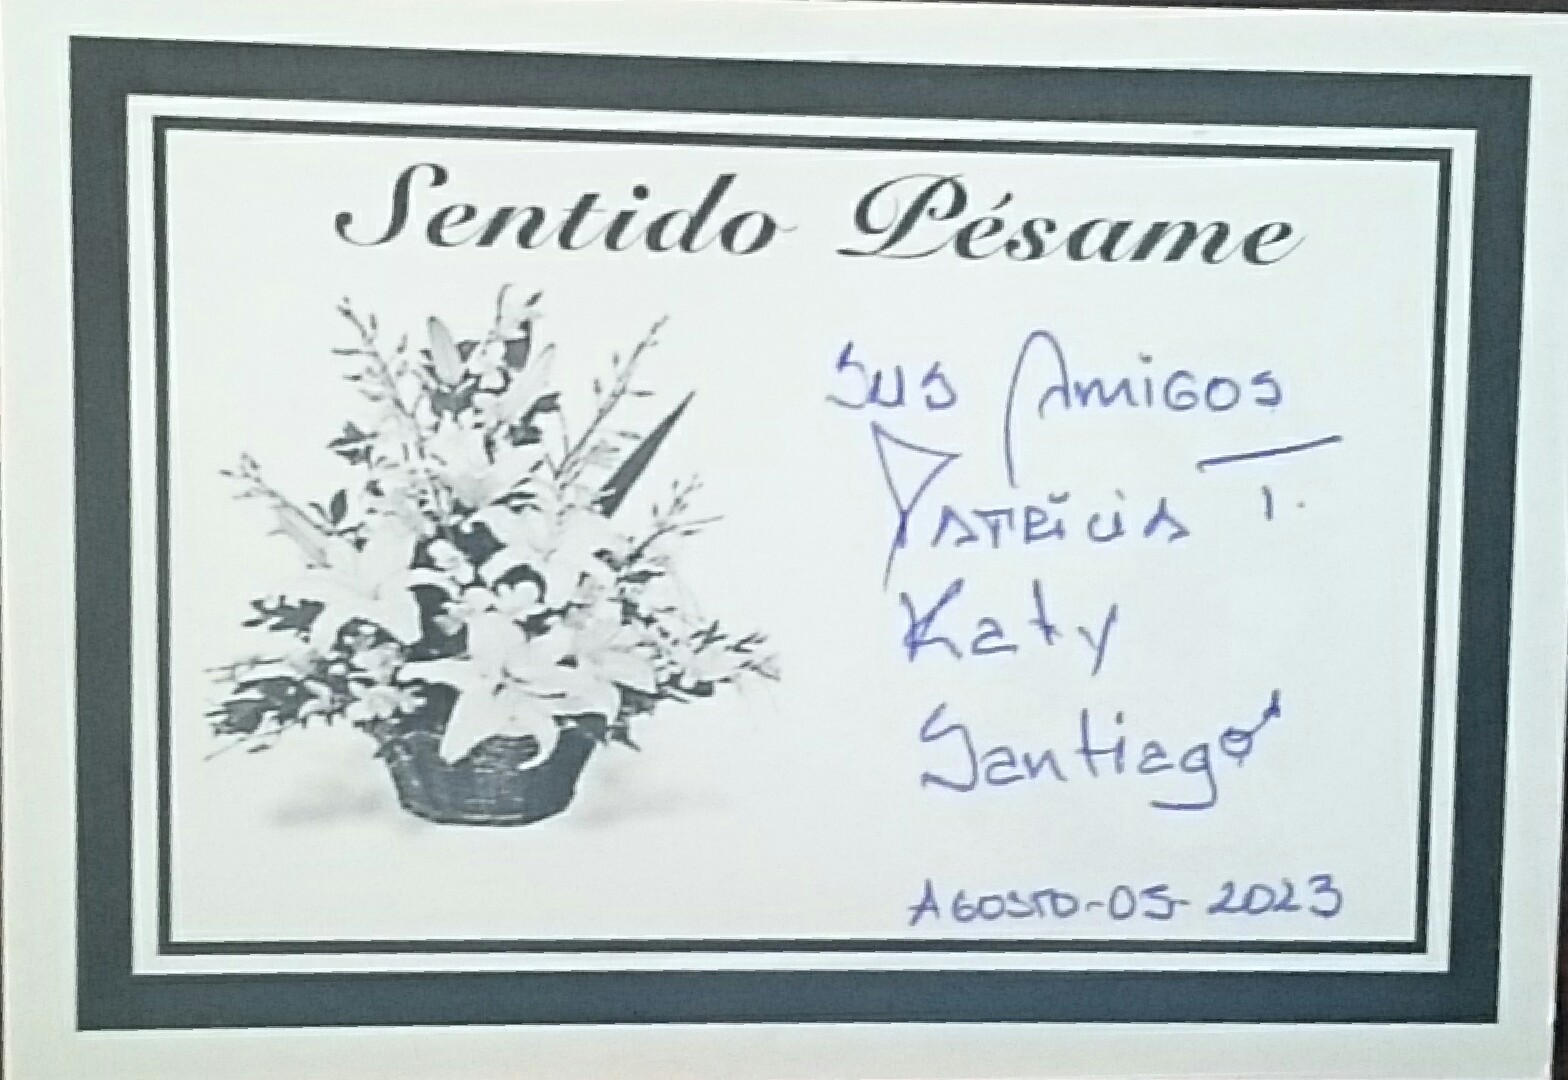 Sentido Pésame
Sus Amigos
Patricia I.
Katy
Santiago
AGOSTO-05-2023